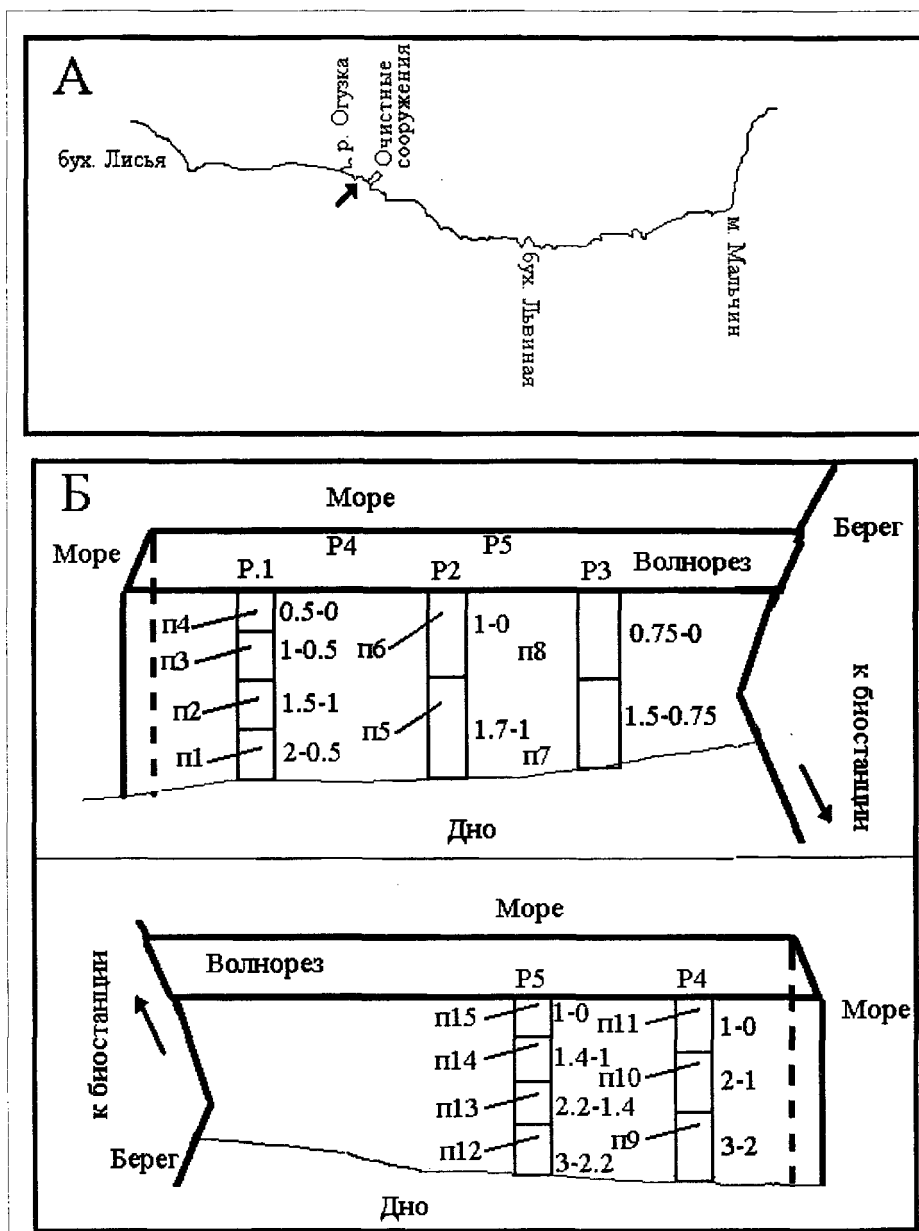 А
р. Огузка
Очистные
сооружения
бух. Лисья
бух. Львиная
м. Мальчин
Б
Море
Берег
Море
Р4
Р5
Р.1
Р2
Р3
Волнорез
п4
0.5-0
п3
1-0.5
п6
1-0
п8
0.75-0
п2
1.5-1
п5
1.7-1
1.5-0.75
п1
2-0.5
п7
к биостанции
Дно
Море
к биостанции
Волнорез
Р5
Р4
Море
п15
1-0
п11
1-0
п14
1.4-1
п10
2-1
п13
2.2-1.4
п12
3-2.2
п9
3-2
Берег
Дно